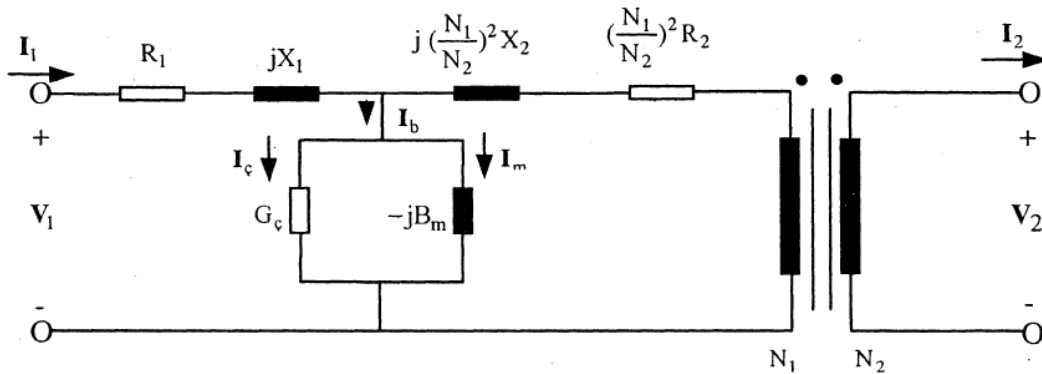 I₁
R₁
jX₁
j (N₁/N₂)² X₂
(N₁/N₂)² R₂
I₂
+
I_b
I_ç
I_m
+
V₁
G_ç
-jB_m
V₂
-
-
N₁
N₂